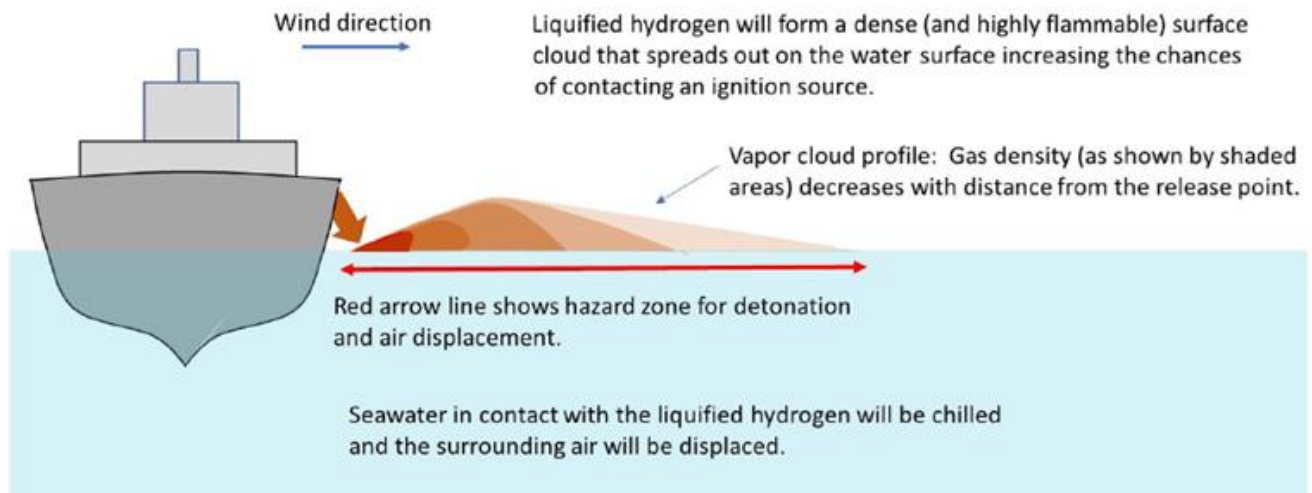 Wind direction
Liquified hydrogen will form a dense (and highly flammable) surface
cloud that spreads out on the water surface increasing the chances
of contacting an ignition source.
Vapor cloud profile:  Gas density (as shown by shaded
areas) decreases with distance from the release point.
Red arrow line shows hazard zone for detonation
and air displacement.
Seawater in contact with the liquified hydrogen will be chilled
and the surrounding air will be displaced.